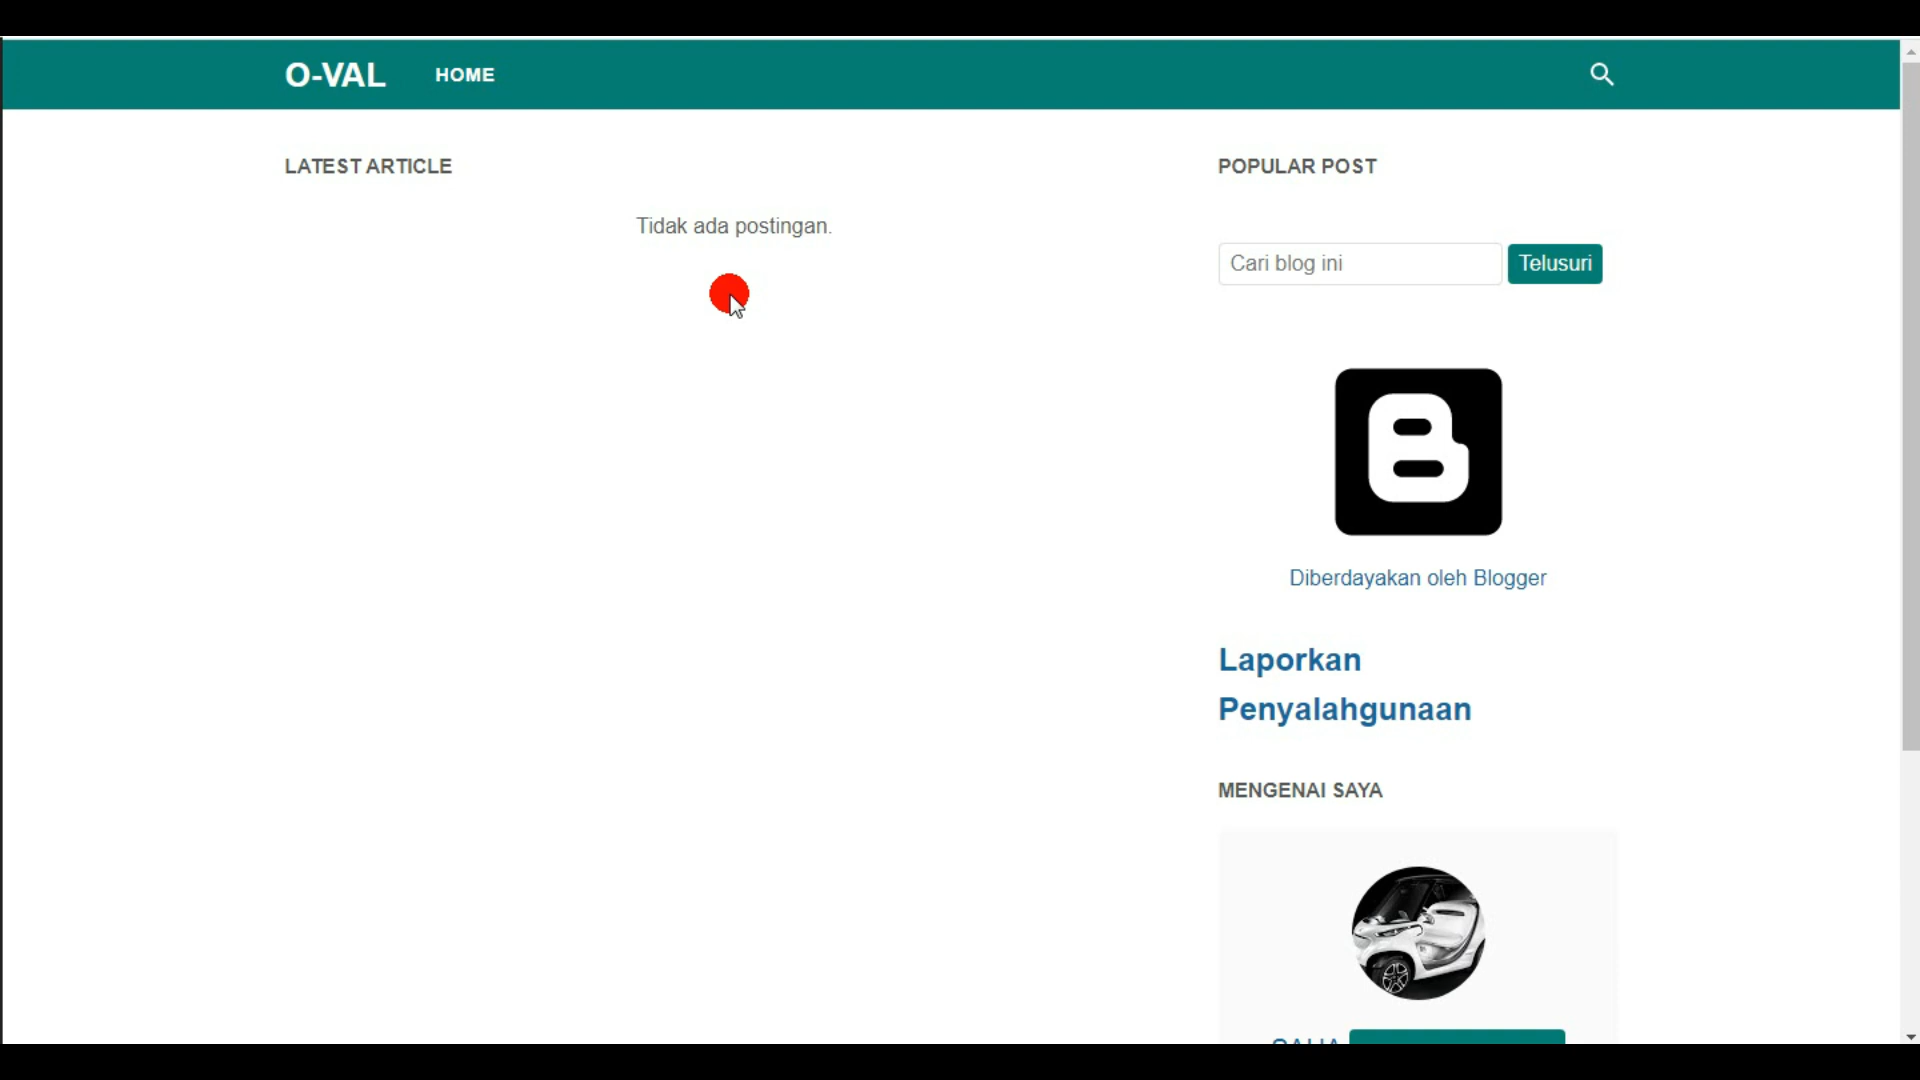 O-VAL
HOME
LATEST ARTICLE
Tidak ada postingan.
POPULAR POST
Cari blog ini
Telusuri
Diberdayakan oleh Blogger
Laporkan
Penyalahgunaan
MENGENAI SAYA